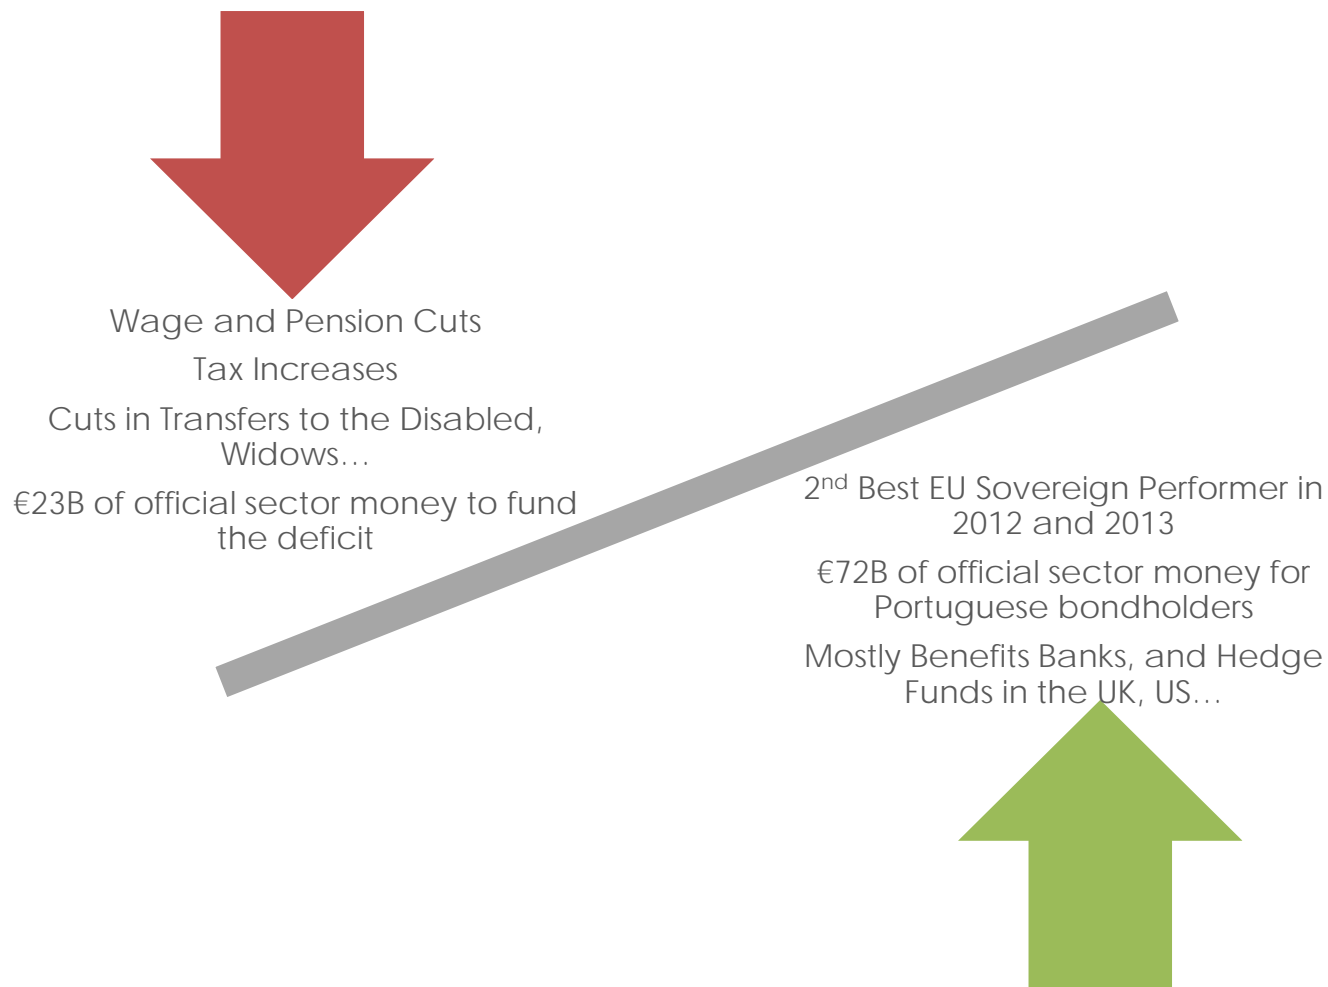 Wage and Pension Cuts
Tax Increases
Cuts in Transfers to the Disabled,
Widows…
€23B of official sector money to fund
the deficit
2nd Best EU Sovereign Performer in
2012 and 2013
€72B of official sector money for
Portuguese bondholders
Mostly Benefits Banks, and Hedge
Funds in the UK, US…